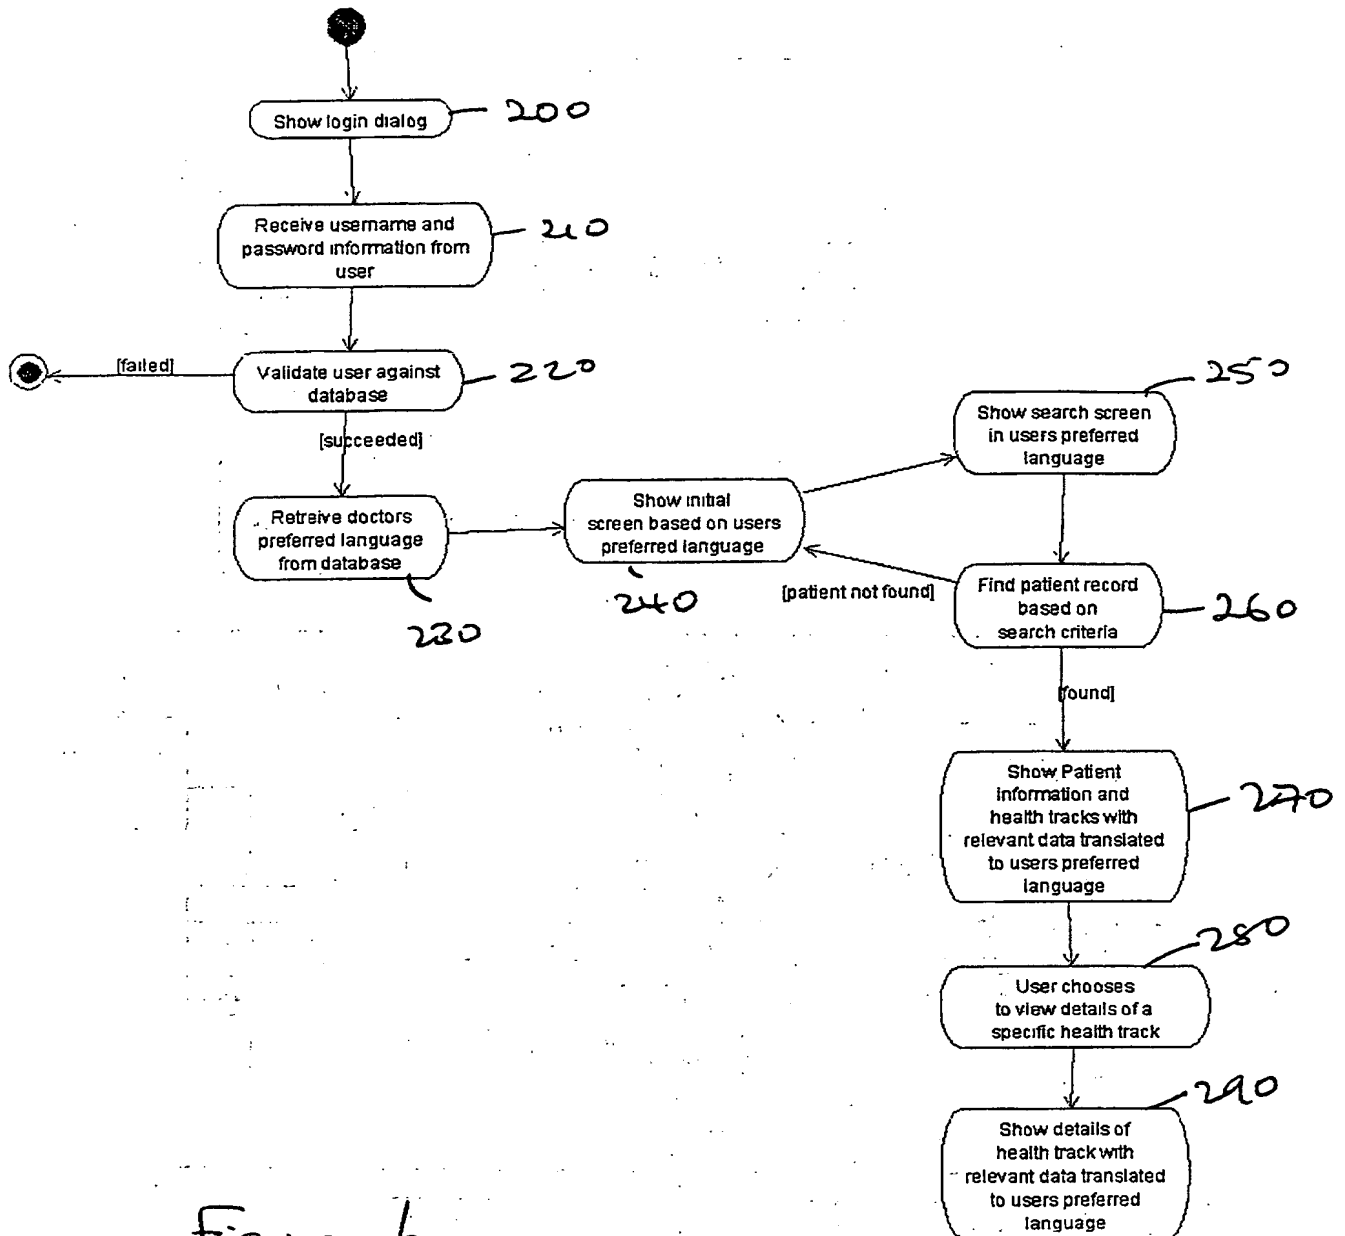 Show login dialog
200
Receive username and
password information from
user
210
[failed]
Validate user against
database
220
[succeeded]
Retreive doctors
preferred language
from database
230
Show initial
screen based on users
preferred language
240
Show search screen
in users preferred
language
250
[patient not found]
Find patient record
based on
search criteria
260
[found]
Show Patient
information and
health tracks with
relevant data translated
to users preferred
language
270
User chooses
to view details of a
specific health track
280
Show details of
health track with
relevant data translated
to users preferred
language
290